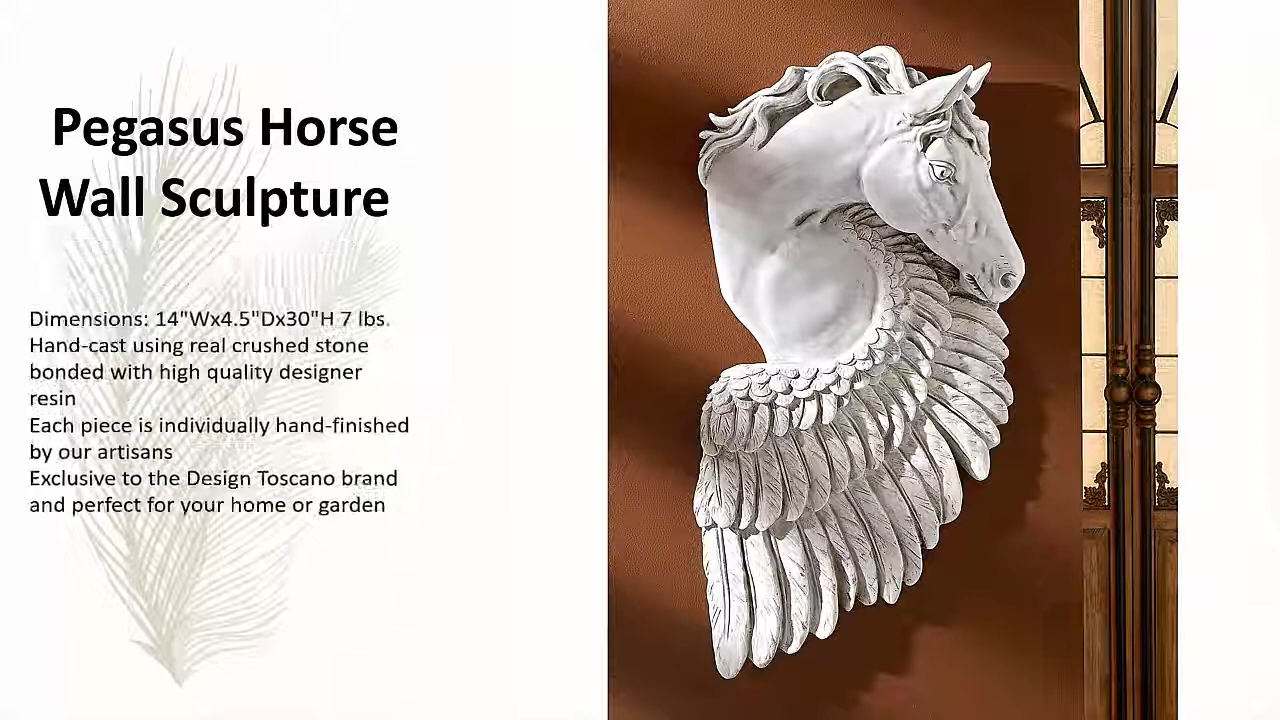 Pegasus Horse
Wall Sculpture
Dimensions: 14"Wx4.5"Dx30"H 7 lbs.
Hand-cast using real crushed stone
bonded with high quality designer
resin
Each piece is individually hand-finished
by our artisans
Exclusive to the Design Toscano brand
and perfect for your home or garden